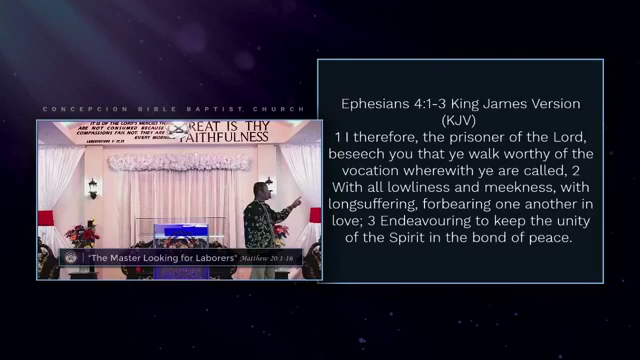 CONCEPCION BIBLE BAPTIST CHURCH
IT IS OF THE LORD'S MERCIES THAT
ARE NOT CONSUMED BECAUSE
COMPASSIONS FAIL NOT. THEY ARE
EVERY MORNING
GREAT IS THY
FAITHFULNESS
"The Master Looking for Laborers" Matthew 20:1-16
Ephesians 4:1-3 King James Version
(KJV)
1 I therefore, the prisoner of the Lord,
beseech you that ye walk worthy of the
vocation wherewith ye are called, 2
With all lowliness and meekness, with
longsuffering, forbearing one another in
love; 3 Endeavouring to keep the unity
of the Spirit in the bond of peace.